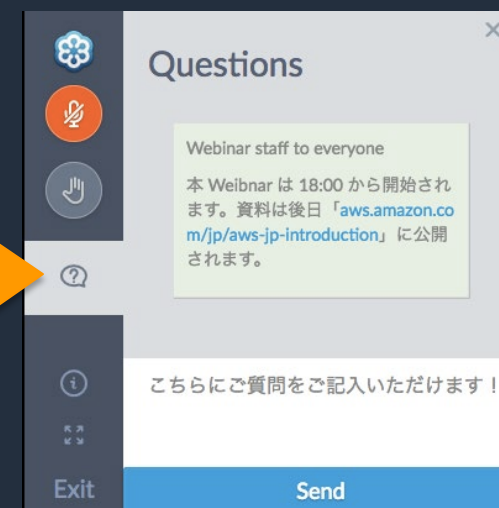 Questions
Webinar staff to everyone
本 Weibnar は 18:00 から開始され
ます。資料は後日「aws.amazon.co
m/jp/aws-jp-introduction」に公開
されます。
こちらにご質問をご記入いただけます！
Exit
Send